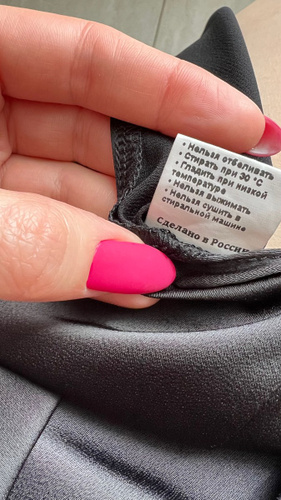 • Нельзя отбеливать
• Стирать при 30 °C
• Гладить при низкой
температуре
• Нельзя выжимать
• Нельзя сушить в
стиральной машине
Сделано в России